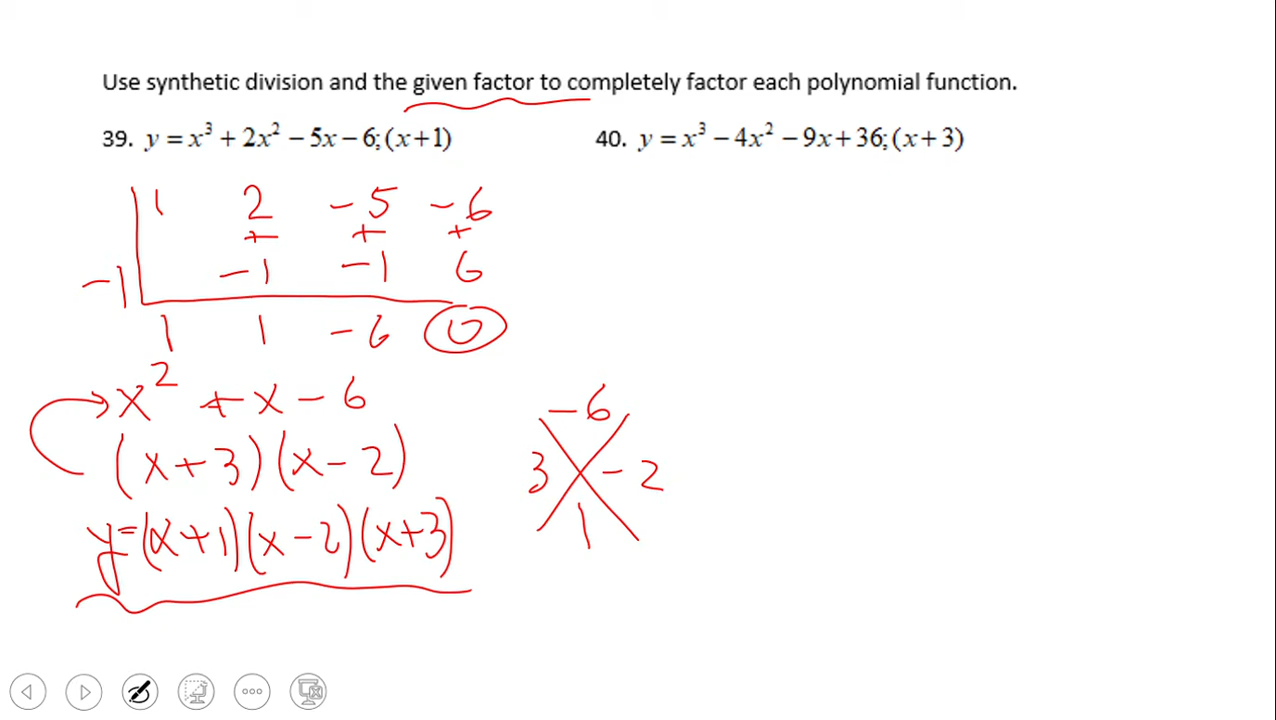 Use synthetic division and the given factor to completely factor each polynomial function.
39. y = x³ + 2x² − 5x − 6; (x+1)
40. y = x³ − 4x² − 9x + 36; (x+3)
1 2 −5 −6
+ + +
−1 −1 −1 6
1 1 −6 0
x² + x − 6
(x+3)(x−2)
y=(x+1)(x−2)(x+3)
−6
3 −2
1